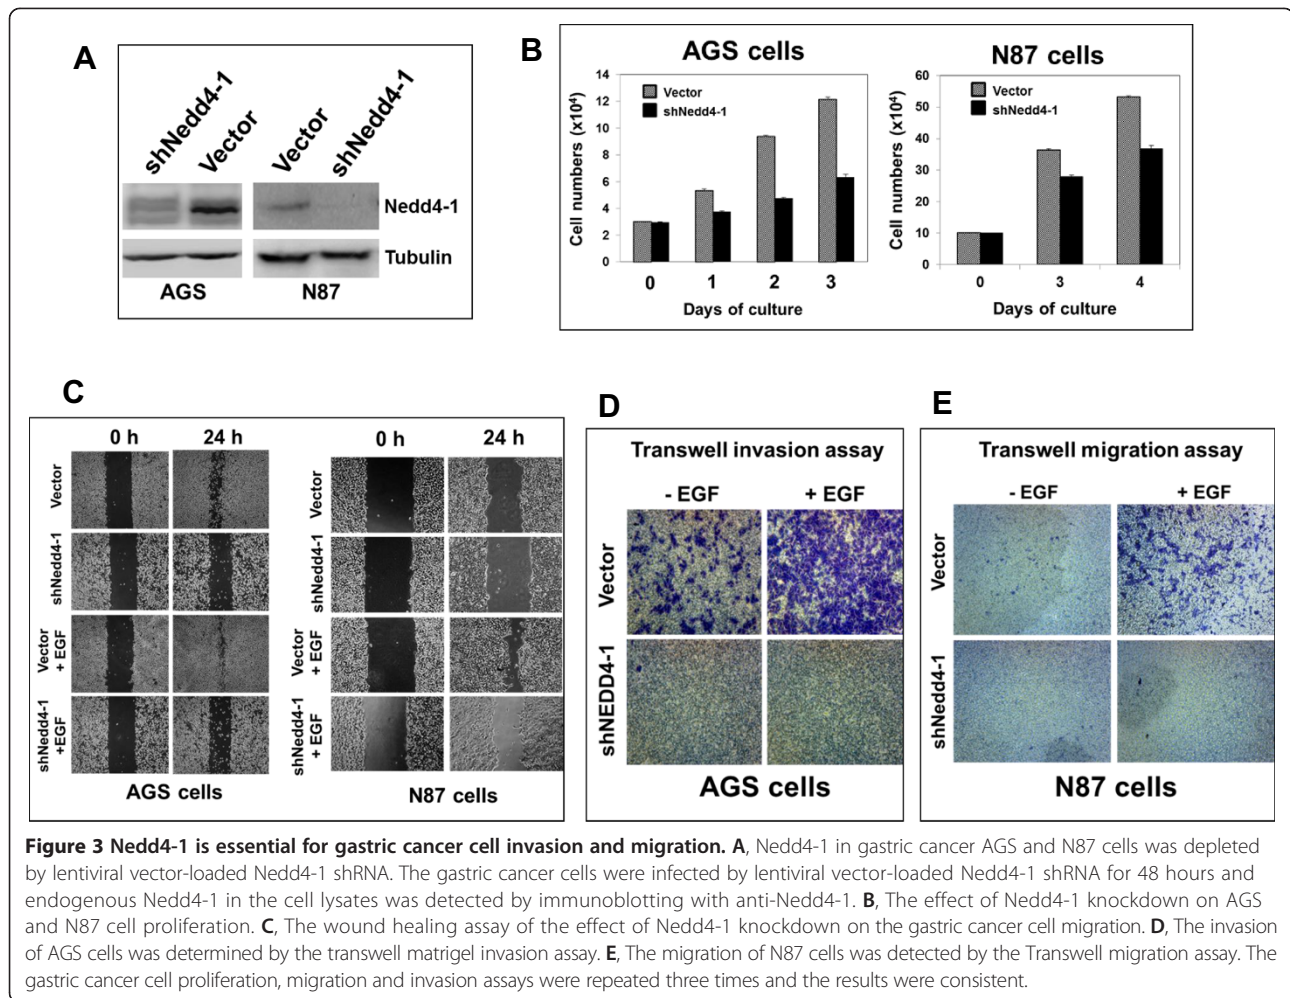 A
shNedd4-1 Vector Vector shNedd4-1
Nedd4-1
Tubulin
AGS N87
B
AGS cells
Cell numbers (x10⁴)
14
12
10
8
6
4
2
0
Vector
shNedd4-1
0 1 2 3
Days of culture
N87 cells
Cell numbers (x10⁴)
60
50
40
30
20
10
0
Vector
shNedd4-1
0 3 4
Days of culture
C
0 h 24 h
Vector
shNedd4-1
Vector
+ EGF
shNedd4-1
+EGF
AGS cells
0 h 24 h
Vector
shNedd4-1
Vector
+ EGF
shNedd4-1
+ EGF
N87 cells
D
Transwell invasion assay
- EGF + EGF
Vector
shNEDD4-1
AGS cells
E
Transwell migration assay
- EGF + EGF
Vector
shNedd4-1
N87 cells
Figure 3 Nedd4-1 is essential for gastric cancer cell invasion and migration. A, Nedd4-1 in gastric cancer AGS and N87 cells was depleted
by lentiviral vector-loaded Nedd4-1 shRNA. The gastric cancer cells were infected by lentiviral vector-loaded Nedd4-1 shRNA for 48 hours and
endogenous Nedd4-1 in the cell lysates was detected by immunoblotting with anti-Nedd4-1. B, The effect of Nedd4-1 knockdown on AGS
and N87 cell proliferation. C, The wound healing assay of the effect of Nedd4-1 knockdown on the gastric cancer cell migration. D, The invasion
of AGS cells was determined by the transwell matrigel invasion assay. E, The migration of N87 cells was detected by the Transwell migration assay. The
gastric cancer cell proliferation, migration and invasion assays were repeated three times and the results were consistent.